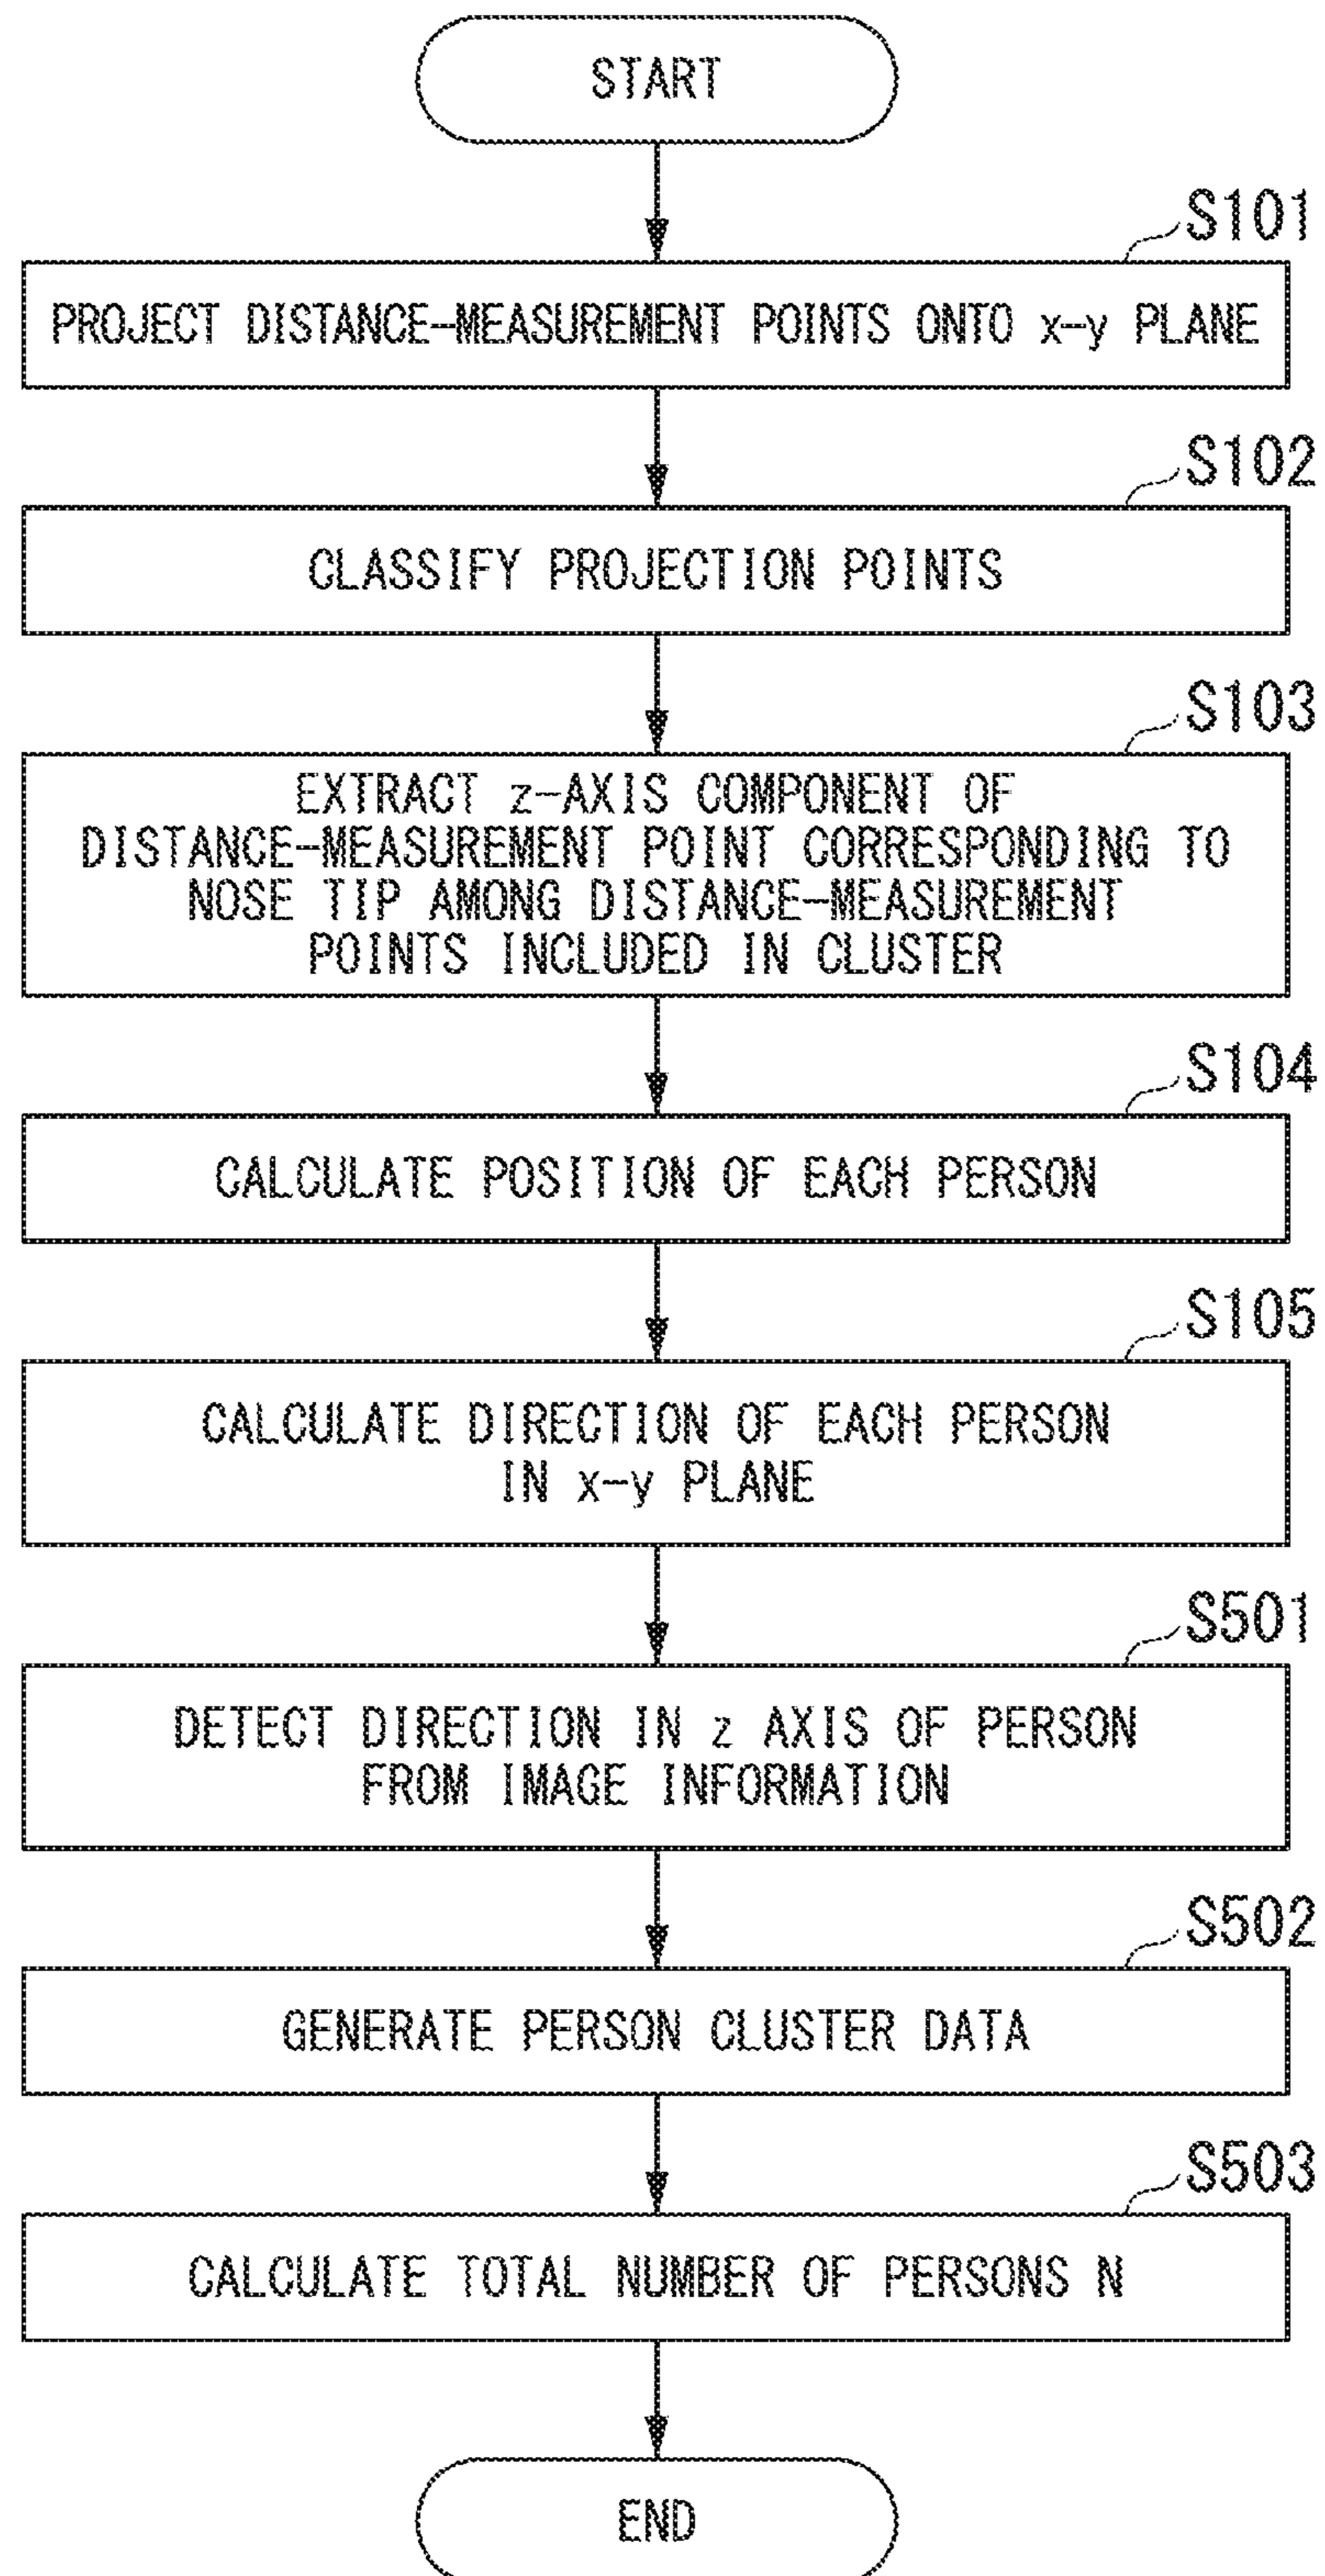 START
S101
PROJECT DISTANCE-MEASUREMENT POINTS ONTO x-y PLANE
S102
CLASSIFY PROJECTION POINTS
S103
EXTRACT z-AXIS COMPONENT OF
DISTANCE-MEASUREMENT POINT CORRESPONDING TO
NOSE TIP AMONG DISTANCE-MEASUREMENT
POINTS INCLUDED IN CLUSTER
S104
CALCULATE POSITION OF EACH PERSON
S105
CALCULATE DIRECTION OF EACH PERSON
IN x-y PLANE
S501
DETECT DIRECTION IN z AXIS OF PERSON
FROM IMAGE INFORMATION
S502
GENERATE PERSON CLUSTER DATA
S503
CALCULATE TOTAL NUMBER OF PERSONS N
END